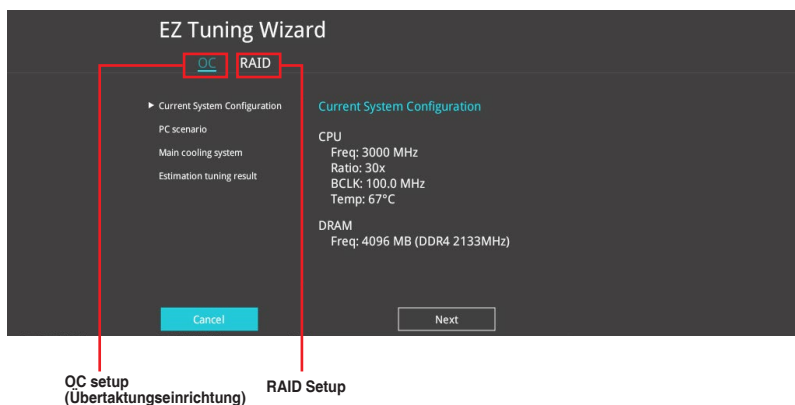 EZ Tuning Wizard
OC RAID
Current System Configuration
PC scenario
Main cooling system
Estimation tuning result
Current System Configuration
CPU
Freq: 3000 MHz
Ratio: 30x
BCLK: 100.0 MHz
Temp: 67°C
DRAM
Freq: 4096 MB (DDR4 2133MHz)
Cancel
Next
OC setup
(Übertaktungseinrichtung)
RAID Setup